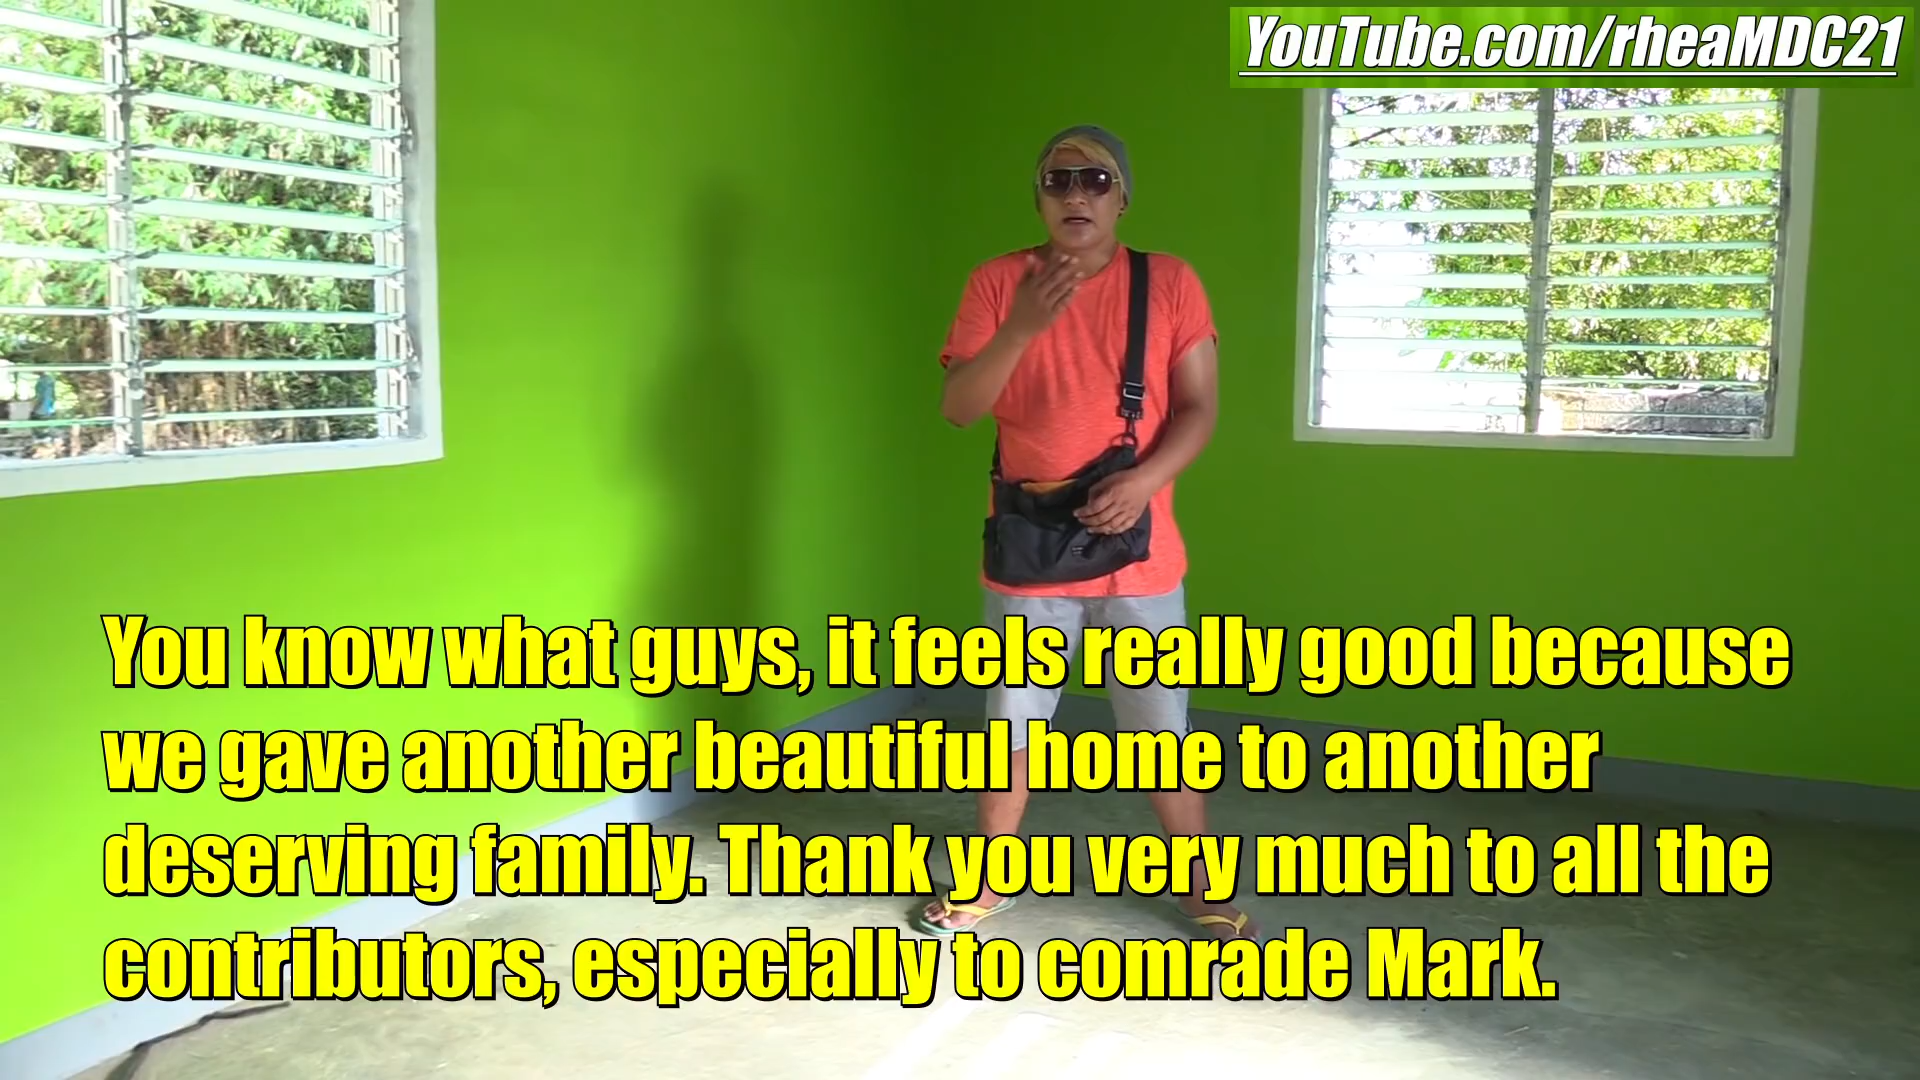 YouTube.com/rheaMDC21
You know what guys, it feels really good because
we gave another beautiful home to another
deserving family. Thank you very much to all the
contributors, especially to comrade Mark.